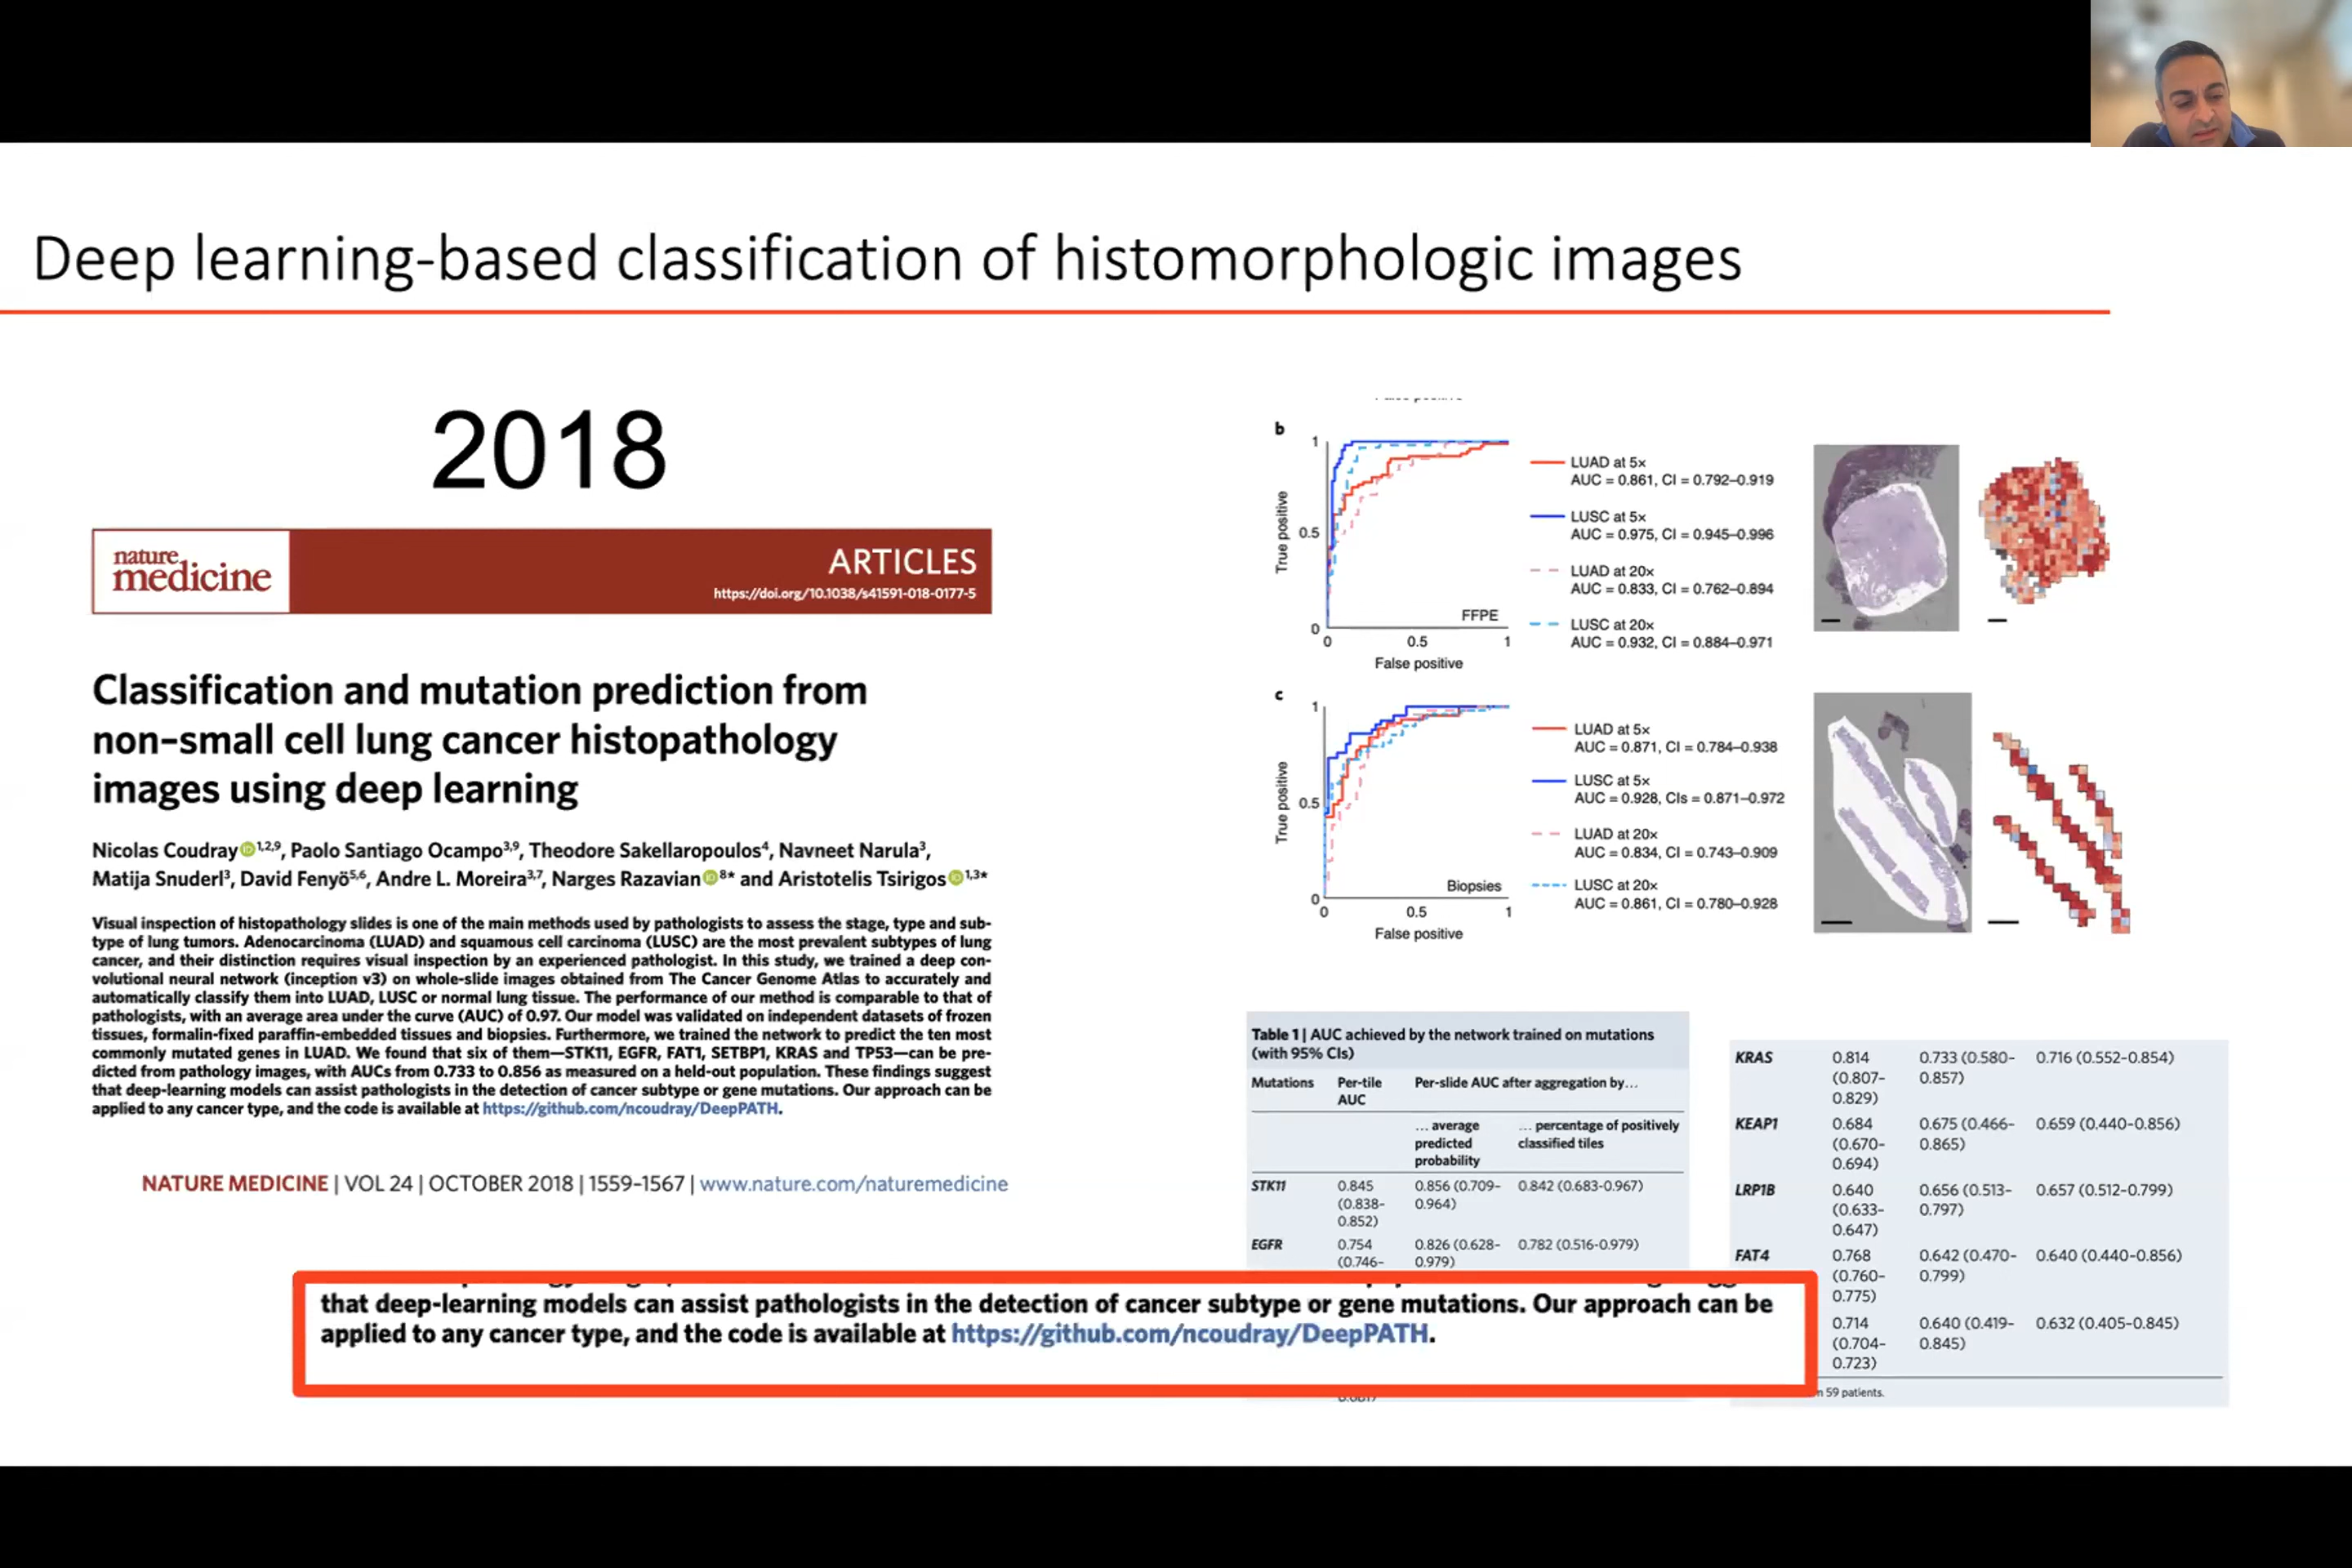 Deep learning-based classification of histomorphologic images
2018
nature
medicine
ARTICLES
https://doi.org/10.1038/s41591-018-0177-5
Classification and mutation prediction from
non-small cell lung cancer histopathology
images using deep learning
Nicolas Coudray 1,2,9, Paolo Santiago Ocampo3,9, Theodore Sakellaropoulos4, Navneet Narula3,
Matija Snuderl3, David Fenyö5,6, Andre L. Moreira3,7, Narges Razavian 8* and Aristotelis Tsirigos 1,3*
Visual inspection of histopathology slides is one of the main methods used by pathologists to assess the stage, type and sub-
type of lung tumors. Adenocarcinoma (LUAD) and squamous cell carcinoma (LUSC) are the most prevalent subtypes of lung
cancer, and their distinction requires visual inspection by an experienced pathologist. In this study, we trained a deep con-
volutional neural network (inception v3) on whole-slide images obtained from The Cancer Genome Atlas to accurately and
automatically classify them into LUAD, LUSC or normal lung tissue. The performance of our method is comparable to that of
pathologists, with an average area under the curve (AUC) of 0.97. Our model was validated on independent datasets of frozen
tissues, formalin-fixed paraffin-embedded tissues and biopsies. Furthermore, we trained the network to predict the ten most
commonly mutated genes in LUAD. We found that six of them—STK11, EGFR, FAT1, SETBP1, KRAS and TP53—can be pre-
dicted from pathology images, with AUCs from 0.733 to 0.856 as measured on a held-out population. These findings suggest
that deep-learning models can assist pathologists in the detection of cancer subtype or gene mutations. Our approach can be
applied to any cancer type, and the code is available at https://github.com/ncoudray/DeepPATH.
NATURE MEDICINE | VOL 24 | OCTOBER 2018 | 1559–1567 | www.nature.com/naturemedicine
b
True positive
1
0.5
0
0 0.5 1
False positive
FFPE
LUAD at 5×
AUC = 0.861, CI = 0.792–0.919
LUSC at 5×
AUC = 0.975, CI = 0.945–0.996
LUAD at 20×
AUC = 0.833, CI = 0.762–0.894
LUSC at 20×
AUC = 0.932, CI = 0.884–0.971
c
True positive
1
0.5
0
0 0.5 1
False positive
Biopsies
LUAD at 5×
AUC = 0.871, CI = 0.784–0.938
LUSC at 5×
AUC = 0.928, CIs = 0.871–0.972
LUAD at 20×
AUC = 0.834, CI = 0.743–0.909
LUSC at 20×
AUC = 0.861, CI = 0.780–0.928
Table 1 | AUC achieved by the network trained on mutations
(with 95% CIs)
Mutations Per-tile Per-slide AUC after aggregation by…
AUC
… average … percentage of positively
predicted classified tiles
probability
STK11 0.845 0.856 (0.709– 0.842 (0.683-0.967)
(0.838– 0.964)
0.852)
EGFR 0.754 0.826 (0.628– 0.782 (0.516-0.979)
(0.746– 0.979)
KRAS 0.814 0.733 (0.580– 0.716 (0.552-0.854)
(0.807– 0.857)
0.829)
KEAP1 0.684 0.675 (0.466– 0.659 (0.440-0.856)
(0.670– 0.865)
0.694)
LRP1B 0.640 0.656 (0.513– 0.657 (0.512-0.799)
(0.633– 0.797)
0.647)
FAT4 0.768 0.642 (0.470– 0.640 (0.440-0.856)
(0.760– 0.799)
0.775)
0.714 0.640 (0.419– 0.632 (0.405-0.845)
(0.704– 0.845)
0.723)
59 patients.
that deep-learning models can assist pathologists in the detection of cancer subtype or gene mutations. Our approach can be
applied to any cancer type, and the code is available at https://github.com/ncoudray/DeepPATH.